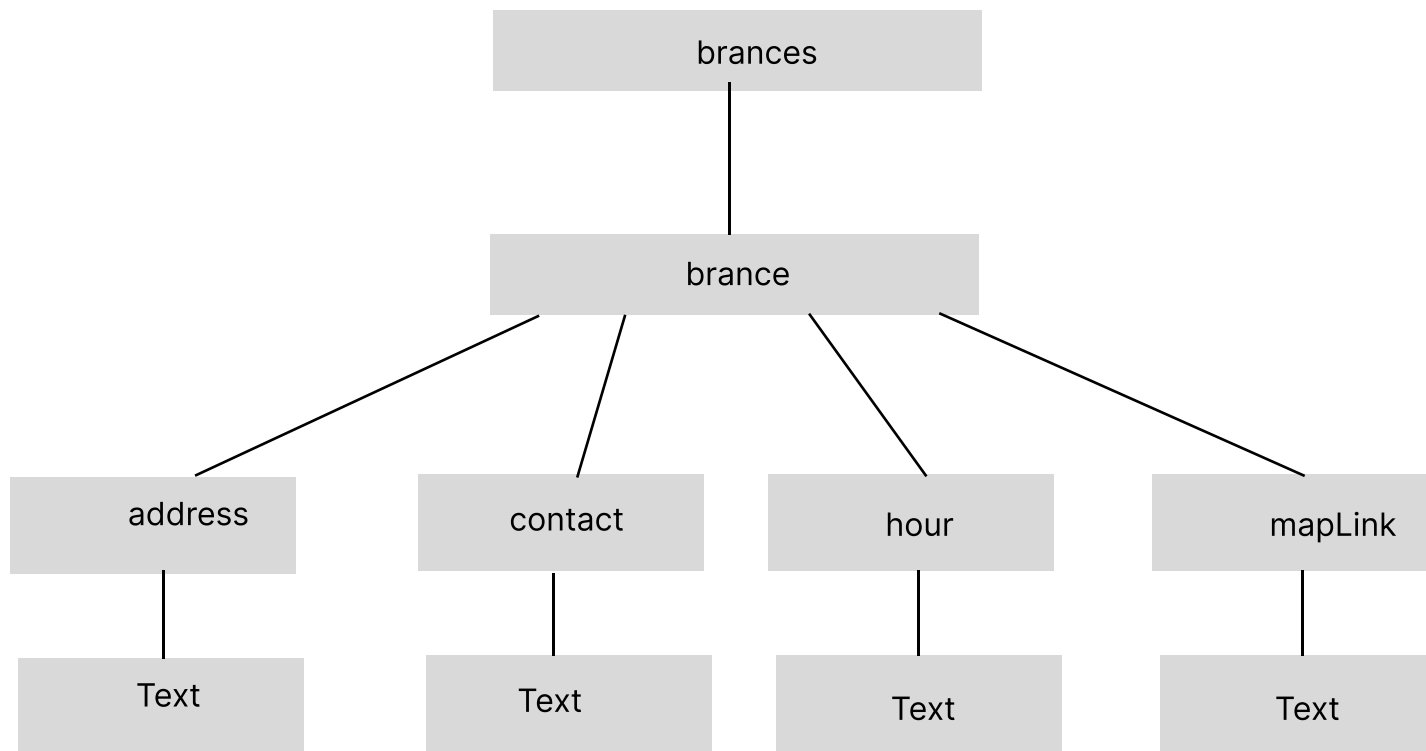 brances
brance
address
contact
hour
mapLink
Text
Text
Text
Text